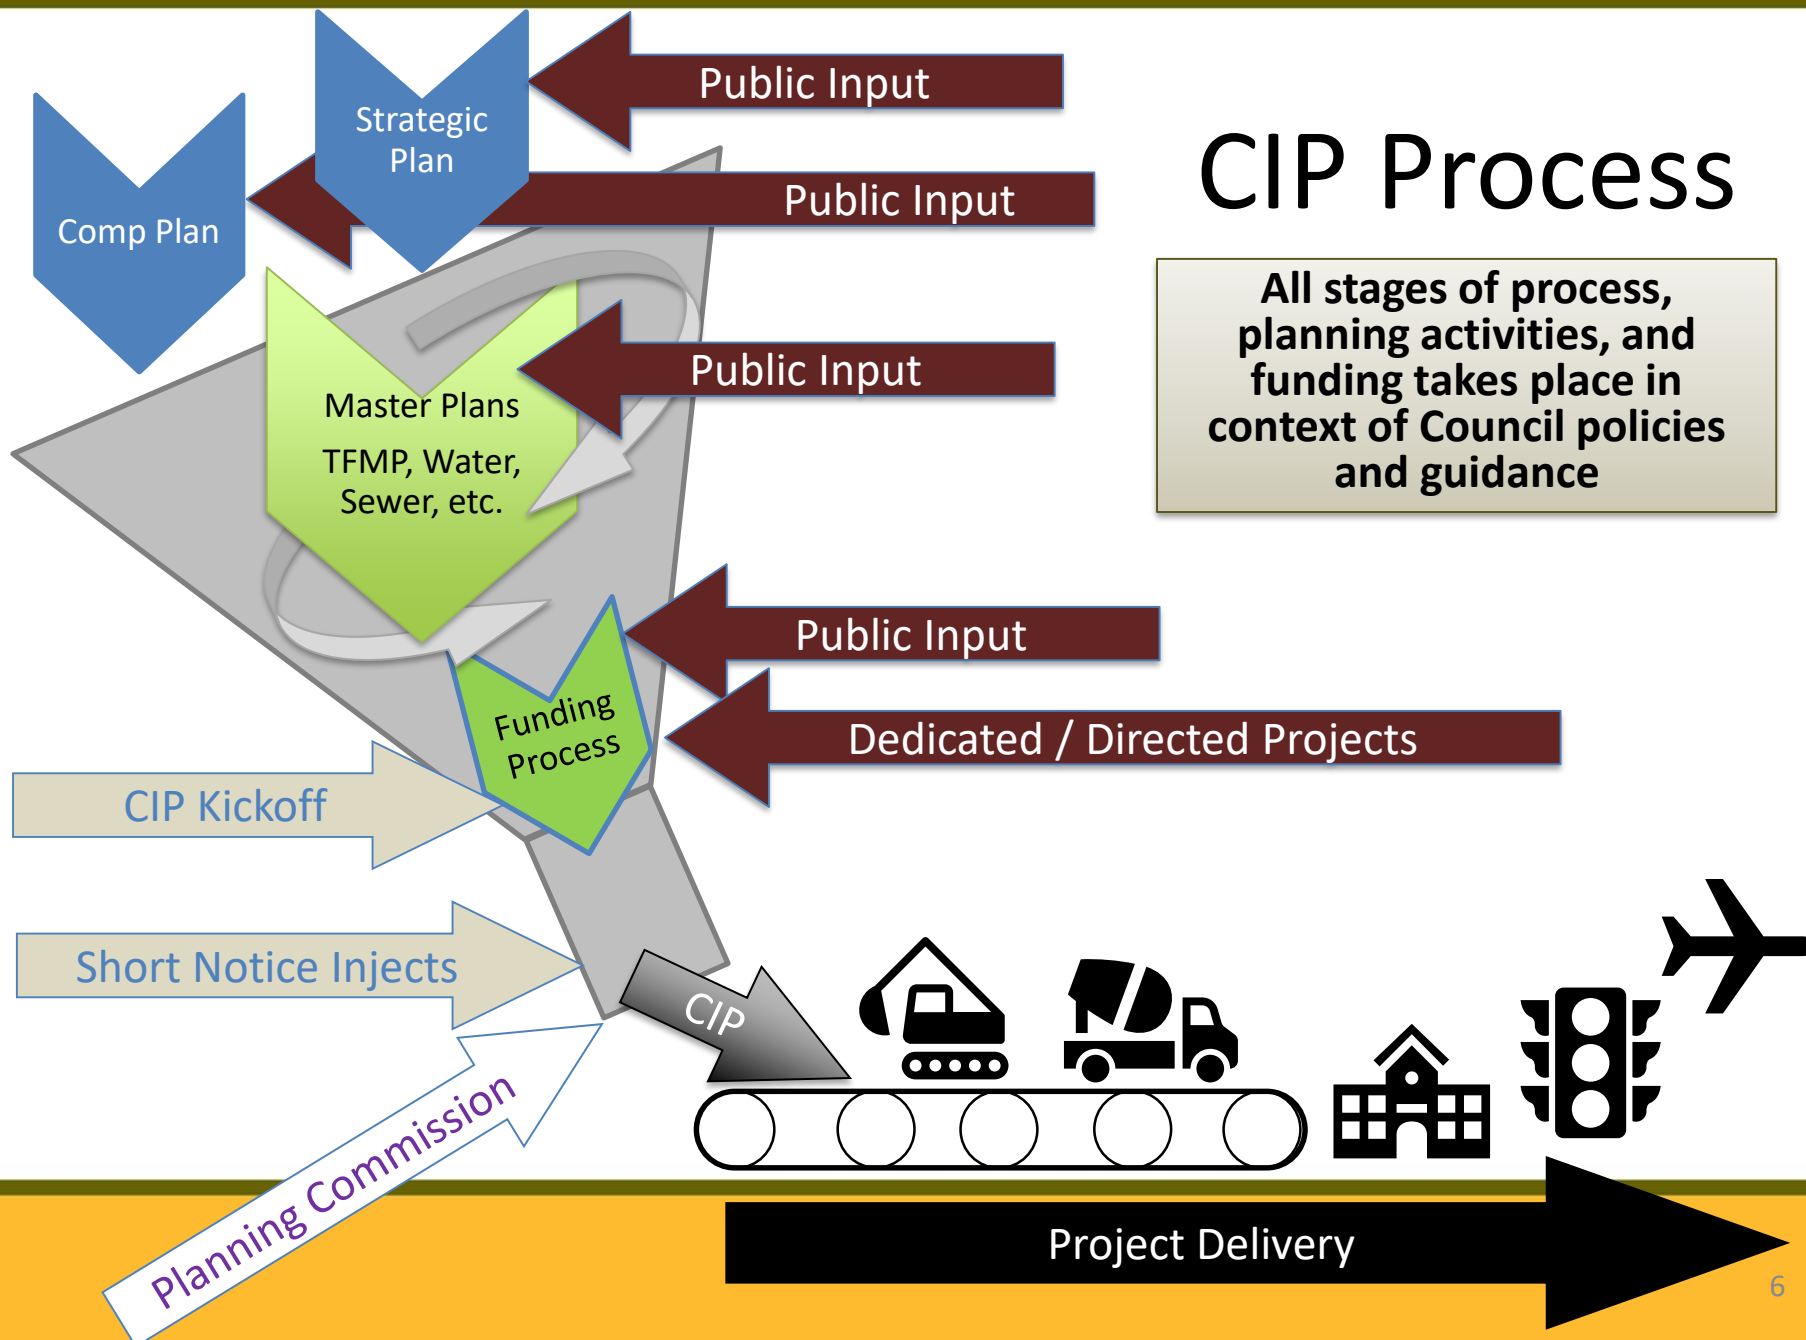 Public Input
Strategic
Plan
CIP Process
Public Input
Comp Plan
All stages of process,
planning activities, and
funding takes place in
context of Council policies
and guidance
Public Input
Master Plans
TFMP, Water,
Sewer, etc.
Public Input
Funding
Process
Dedicated / Directed Projects
CIP Kickoff
Short Notice Injects
CIP
Planning Commission
Project Delivery
6